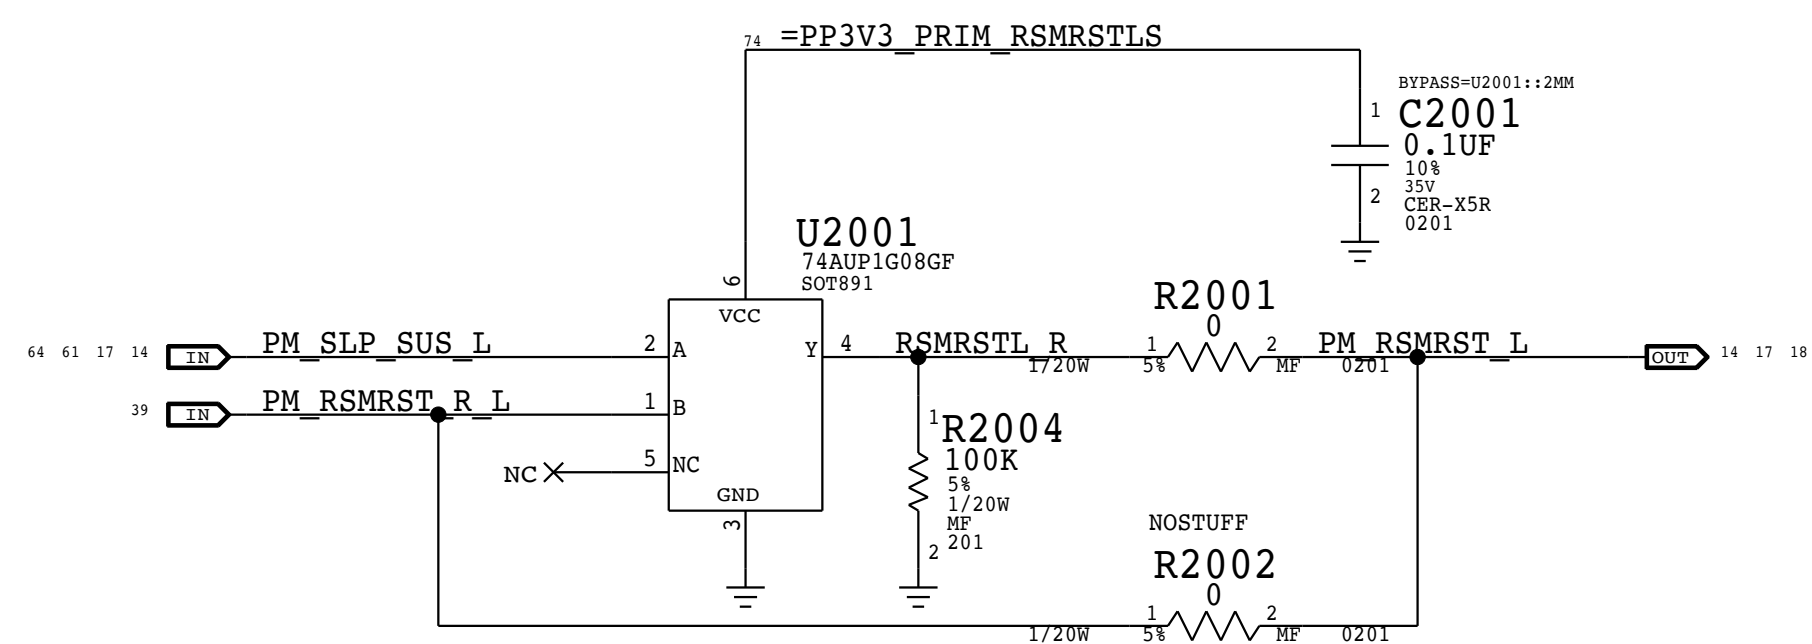 74 =PP3V3_PRIM_RSMRSTLS
BYPASS=U2001::2MM
1 C2001
0.1UF
10%
35V
2 CER-X5R
0201
U2001
74AUP1G08GF
SOT891
6
VCC
R2001
0
64 61 17 14 IN PM_SLP_SUS_L 2 A Y 4 RSMRSTL_R 1 2 PM_RSMRST_L OUT 14 17 18
1/20W 5% MF 0201
39 IN PM_RSMRST_R_L 1 B
1 R2004
100K
5%
1/20W
MF
2 201
NC 5 NC
GND
3
NOSTUFF
R2002
0
1 2
1/20W 5% MF 0201